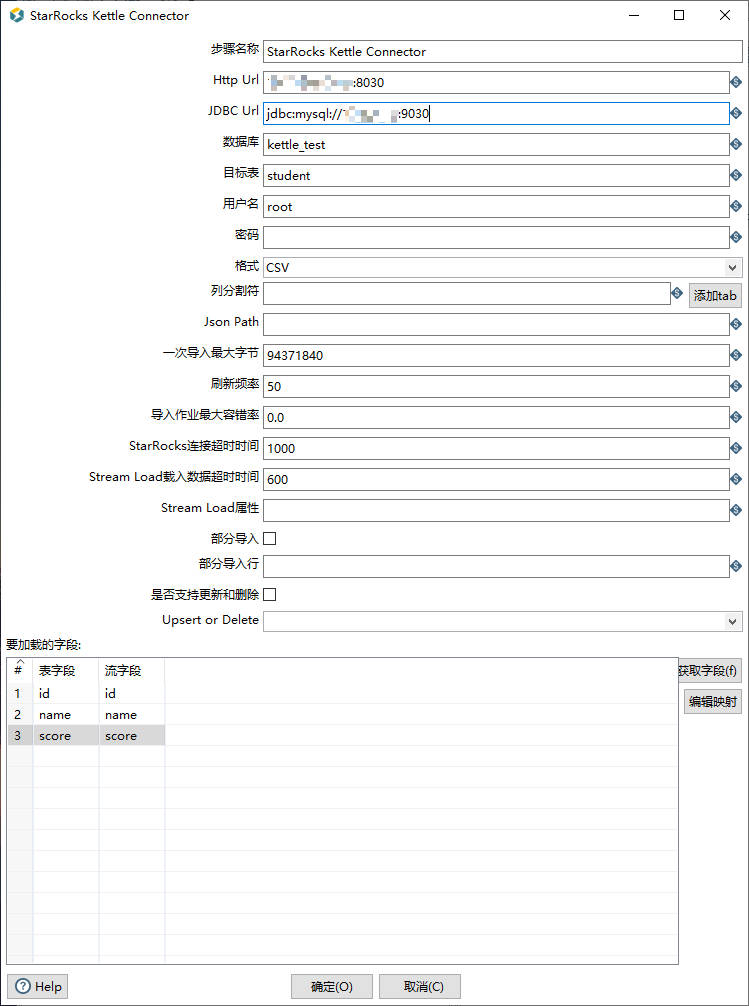 StarRocks Kettle Connector
步骤名称 StarRocks Kettle Connector
Http Url :8030
JDBC Url jdbc:mysql:// :9030
数据库 kettle_test
目标表 student
用户名 root
密码
格式 CSV
列分割符 添加tab
Json Path
一次导入最大字节 94371840
刷新频率 50
导入作业最大容错率 0.0
StarRocks连接超时时间 1000
Stream Load载入数据超时时间 600
Stream Load属性
部分导入
部分导入行
是否支持更新和删除
Upsert or Delete
要加载的字段:
# 表字段 流字段 获取字段(f)
1 id id
2 name name 编辑映射
3 score score
Help 确定(O) 取消(C)